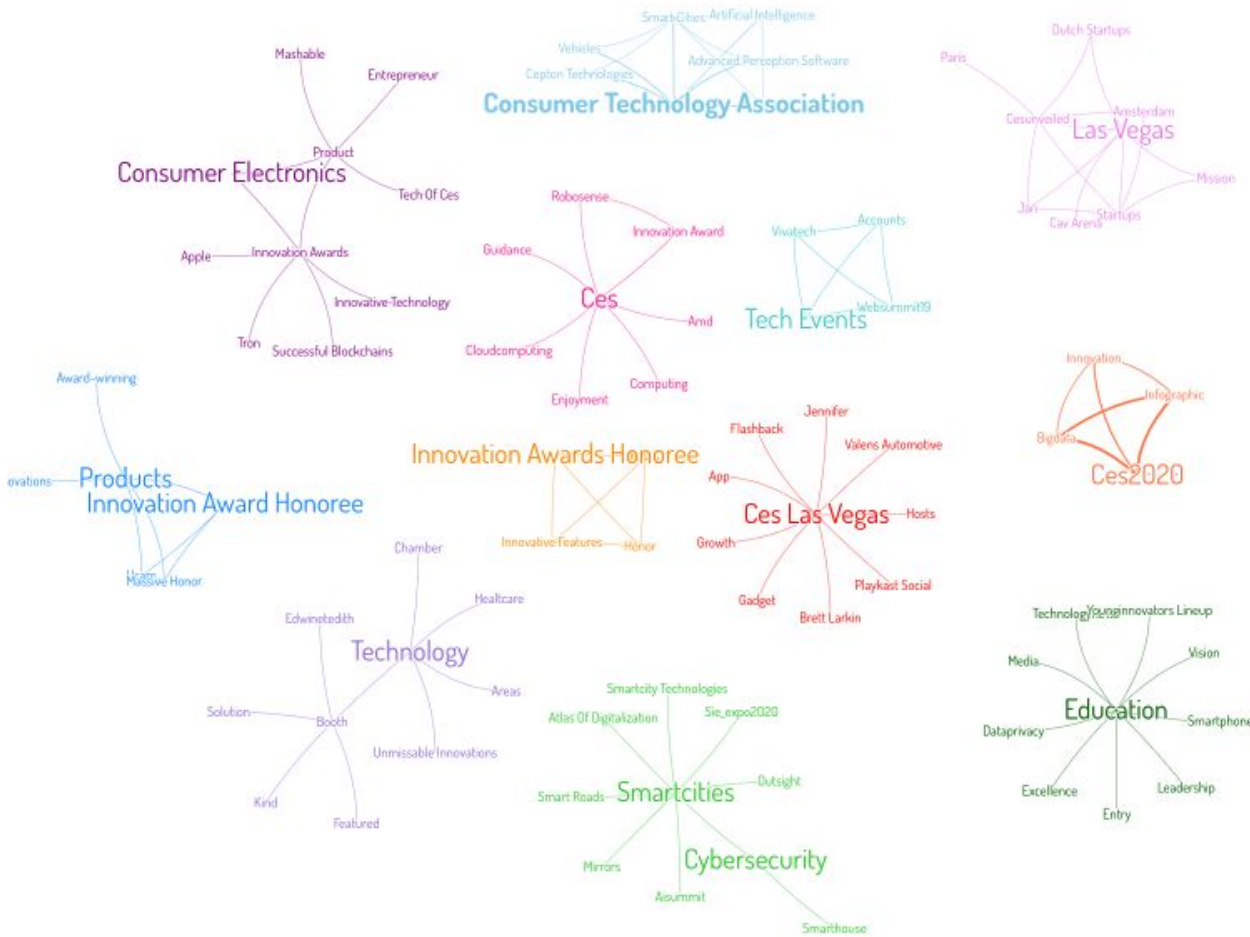 Smart-Cities
Artificial Intelligence
Vehicles
Cepton Technologies
Advanced Perception Software
Consumer Technology Association
Dutch Startups
Paris
Cesunveiled
Amsterdam
Las Vegas
Mission
Jan
Startups
Cav Arena
Mashable
Entrepreneur
Product
Consumer Electronics
Tech Of Ces
Innovation Awards
Apple
Innovative-Technology
Tron
Successful Blockchains
Robosense
Innovation Award
Guidance
Ces
Amd
Cloudcomputing
Computing
Enjoyment
Vivatech
Accounts
Websummit19
Tech Events
Innovation
Infographic
Bigdata
Ces2020
Award-winning
Products
ovations
Innovation Award Honoree
Massive Honor
Innovation Awards Honoree
Innovative Features
Honor
Jennifer
Flashback
Valens Automotive
App
Ces Las Vegas
Hosts
Growth
Playkast Social
Gadget
Brett Larkin
Chamber
Healtcare
Edwinetedith
Technology
Areas
Solution
Booth
Unmissable Innovations
Kind
Featured
Smartcity Technologies
Atlas Of Digitalization
Sie_expo2020
Outsight
Smart Roads
Smartcities
Mirrors
Cybersecurity
Aisummit
Smarthouse
Younginnovators Lineup
Media
Vision
Education
Smartphone
Dataprivacy
Excellence
Leadership
Entry